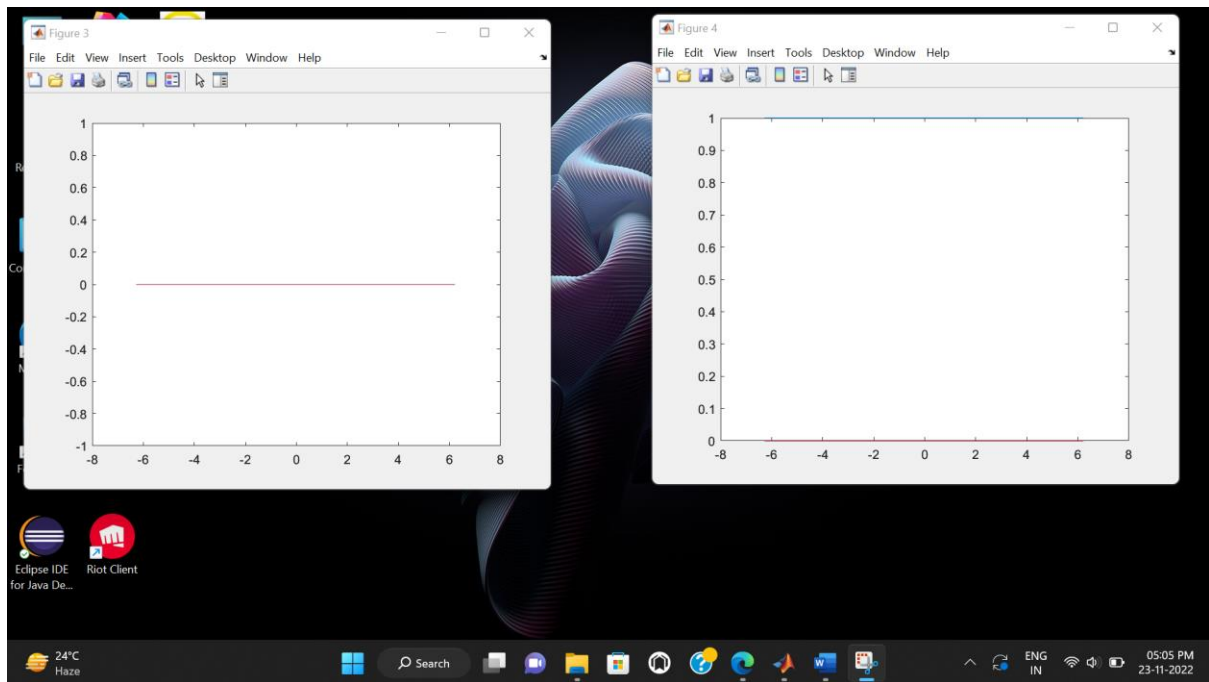 Figure 3
File Edit View Insert Tools Desktop Window Help
1
0.8
0.6
0.4
0.2
0
-0.2
-0.4
-0.6
-0.8
-1
-8 -6 -4 -2 0 2 4 6 8
Figure 4
File Edit View Insert Tools Desktop Window Help
1
0.9
0.8
0.7
0.6
0.5
0.4
0.3
0.2
0.1
0
-8 -6 -4 -2 0 2 4 6 8
Eclipse IDE
for Java De...
Riot Client
24°C
Haze
Search
ENG
IN
05:05 PM
23-11-2022